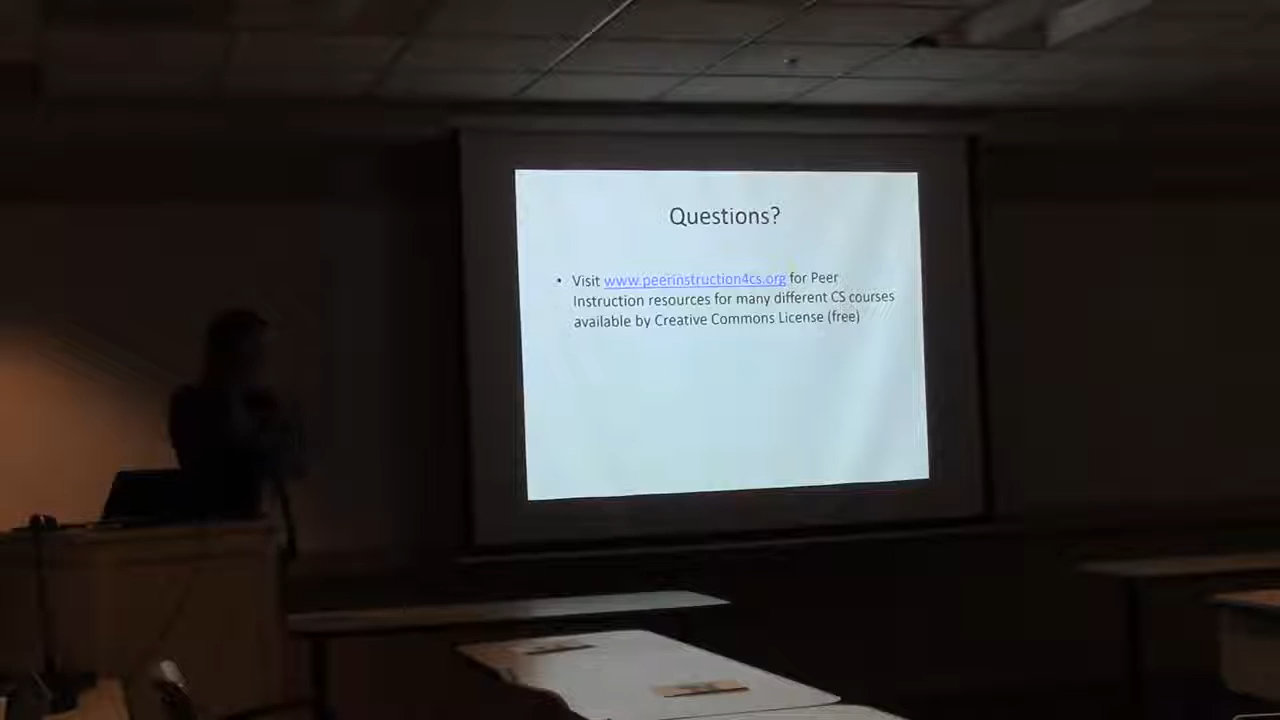 Questions?
• Visit www.peerinstruction4cs.org for Peer
Instruction resources for many different CS courses
available by Creative Commons License (free)